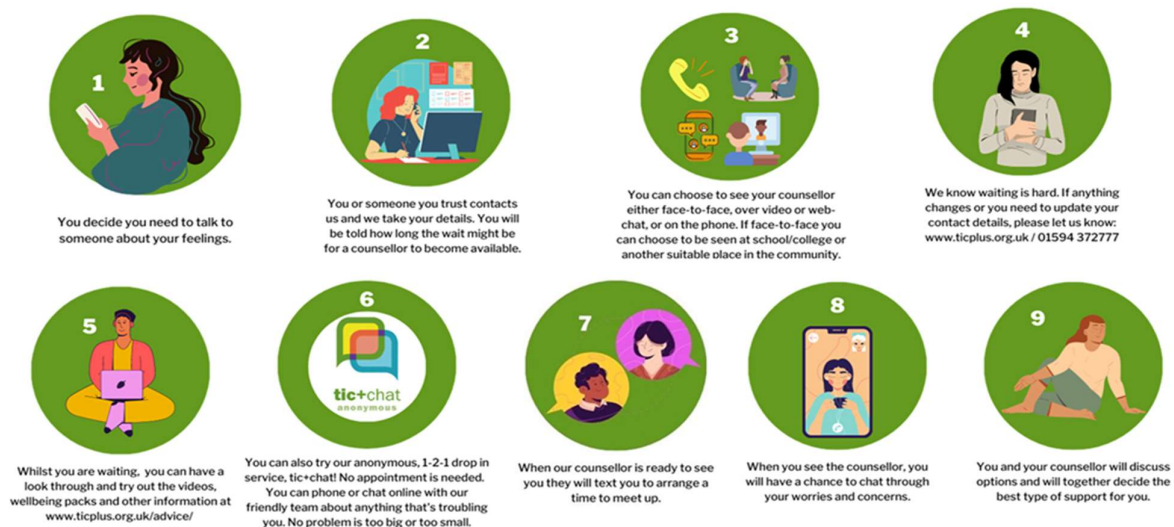 1
You decide you need to talk to
someone about your feelings.
2
You or someone you trust contacts
us and we take your details. You will
be told how long the wait might be
for a counsellor to become available.
3
You can choose to see your counsellor
either face-to-face, over video or web-
chat, or on the phone. If face-to-face you
can choose to be seen at school/college or
another suitable place in the community.
4
We know waiting is hard. If anything
changes or you need to update your
contact details, please let us know:
www.ticplus.org.uk / 01594 372777
5
Whilst you are waiting, you can have a
look through and try out the videos,
wellbeing packs and other information at
www.ticplus.org.uk/advice/
6
tic+chat
anonymous
You can also try our anonymous, 1-2-1 drop in
service, tic+chat! No appointment is needed.
You can phone or chat online with our
friendly team about anything that's troubling
you. No problem is too big or too small.
7
When our counsellor is ready to see
you they will text you to arrange a
time to meet up.
8
When you see the counsellor, you
will have a chance to chat through
your worries and concerns.
9
You and your counsellor will discuss
options and will together decide the
best type of support for you.